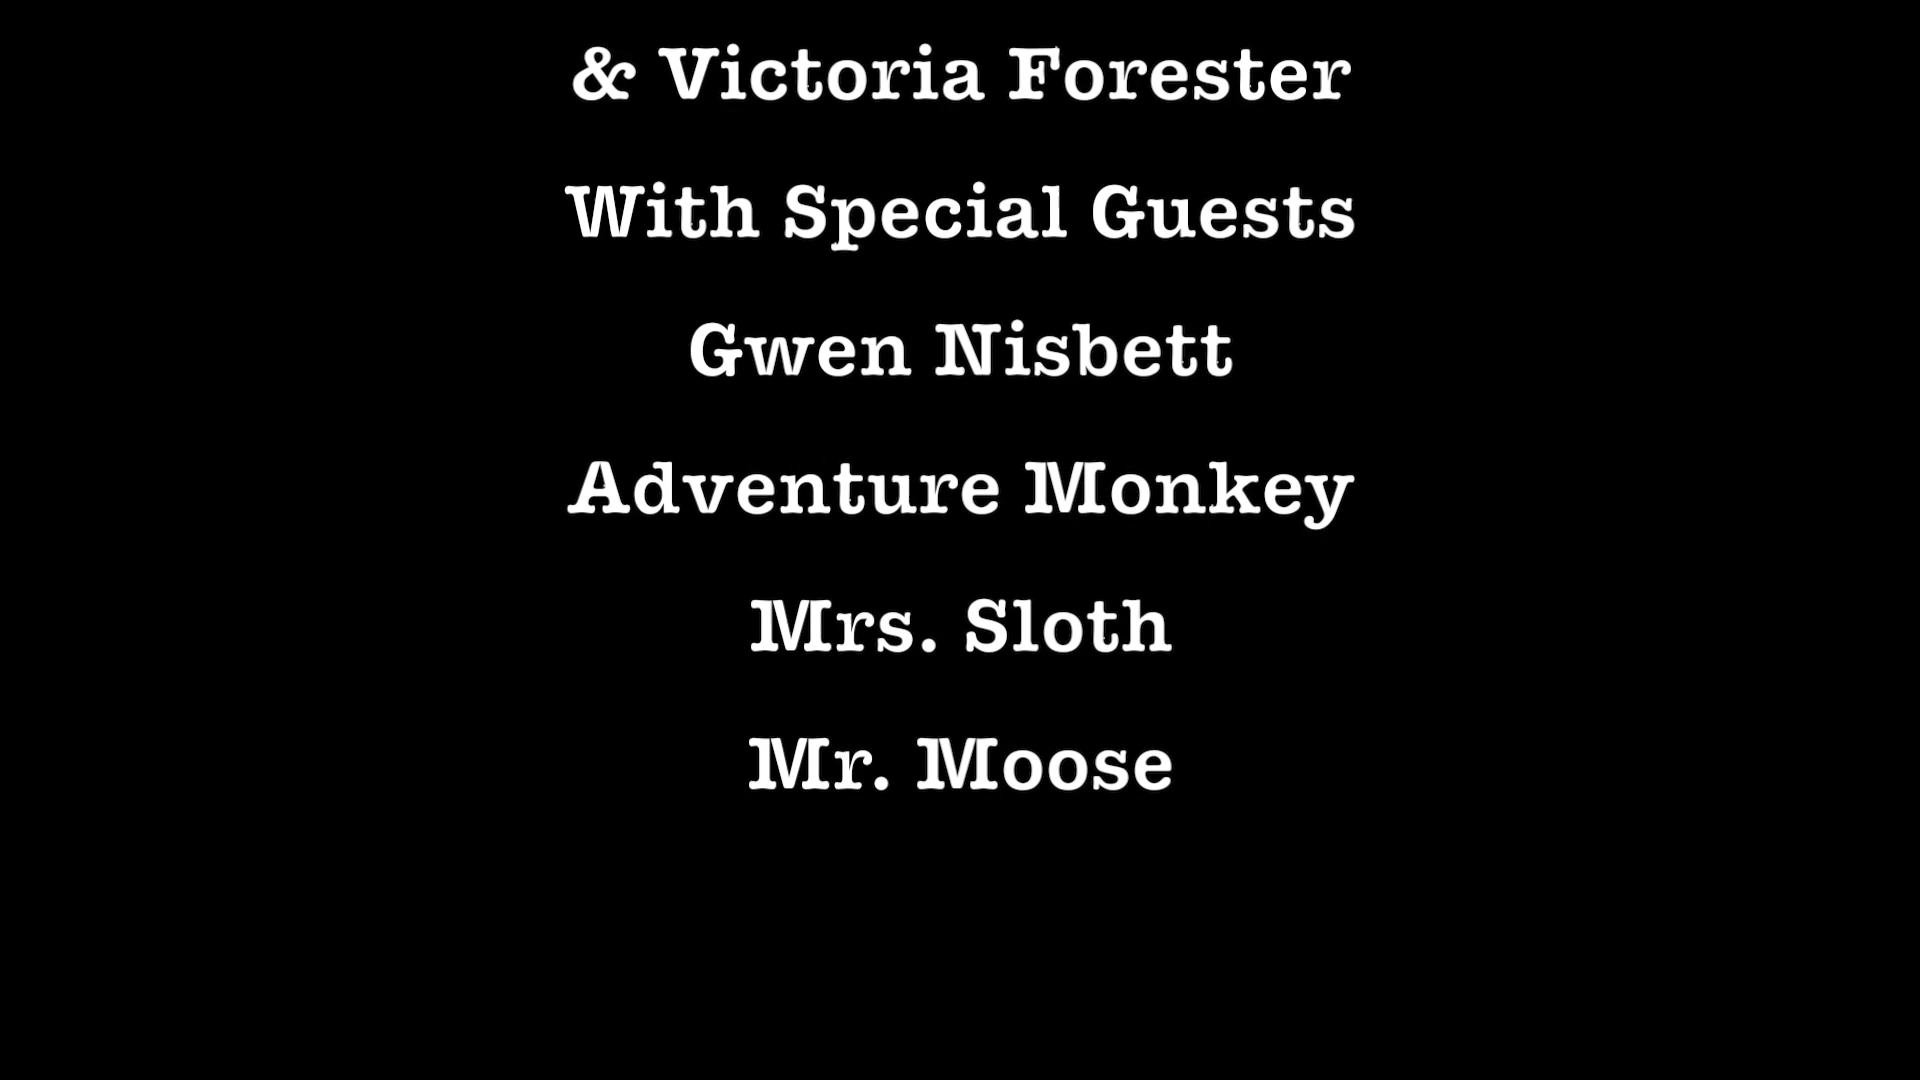 & Victoria Forester
With Special Guests
Gwen Nisbett
Adventure Monkey
Mrs. Sloth
Mr. Moose